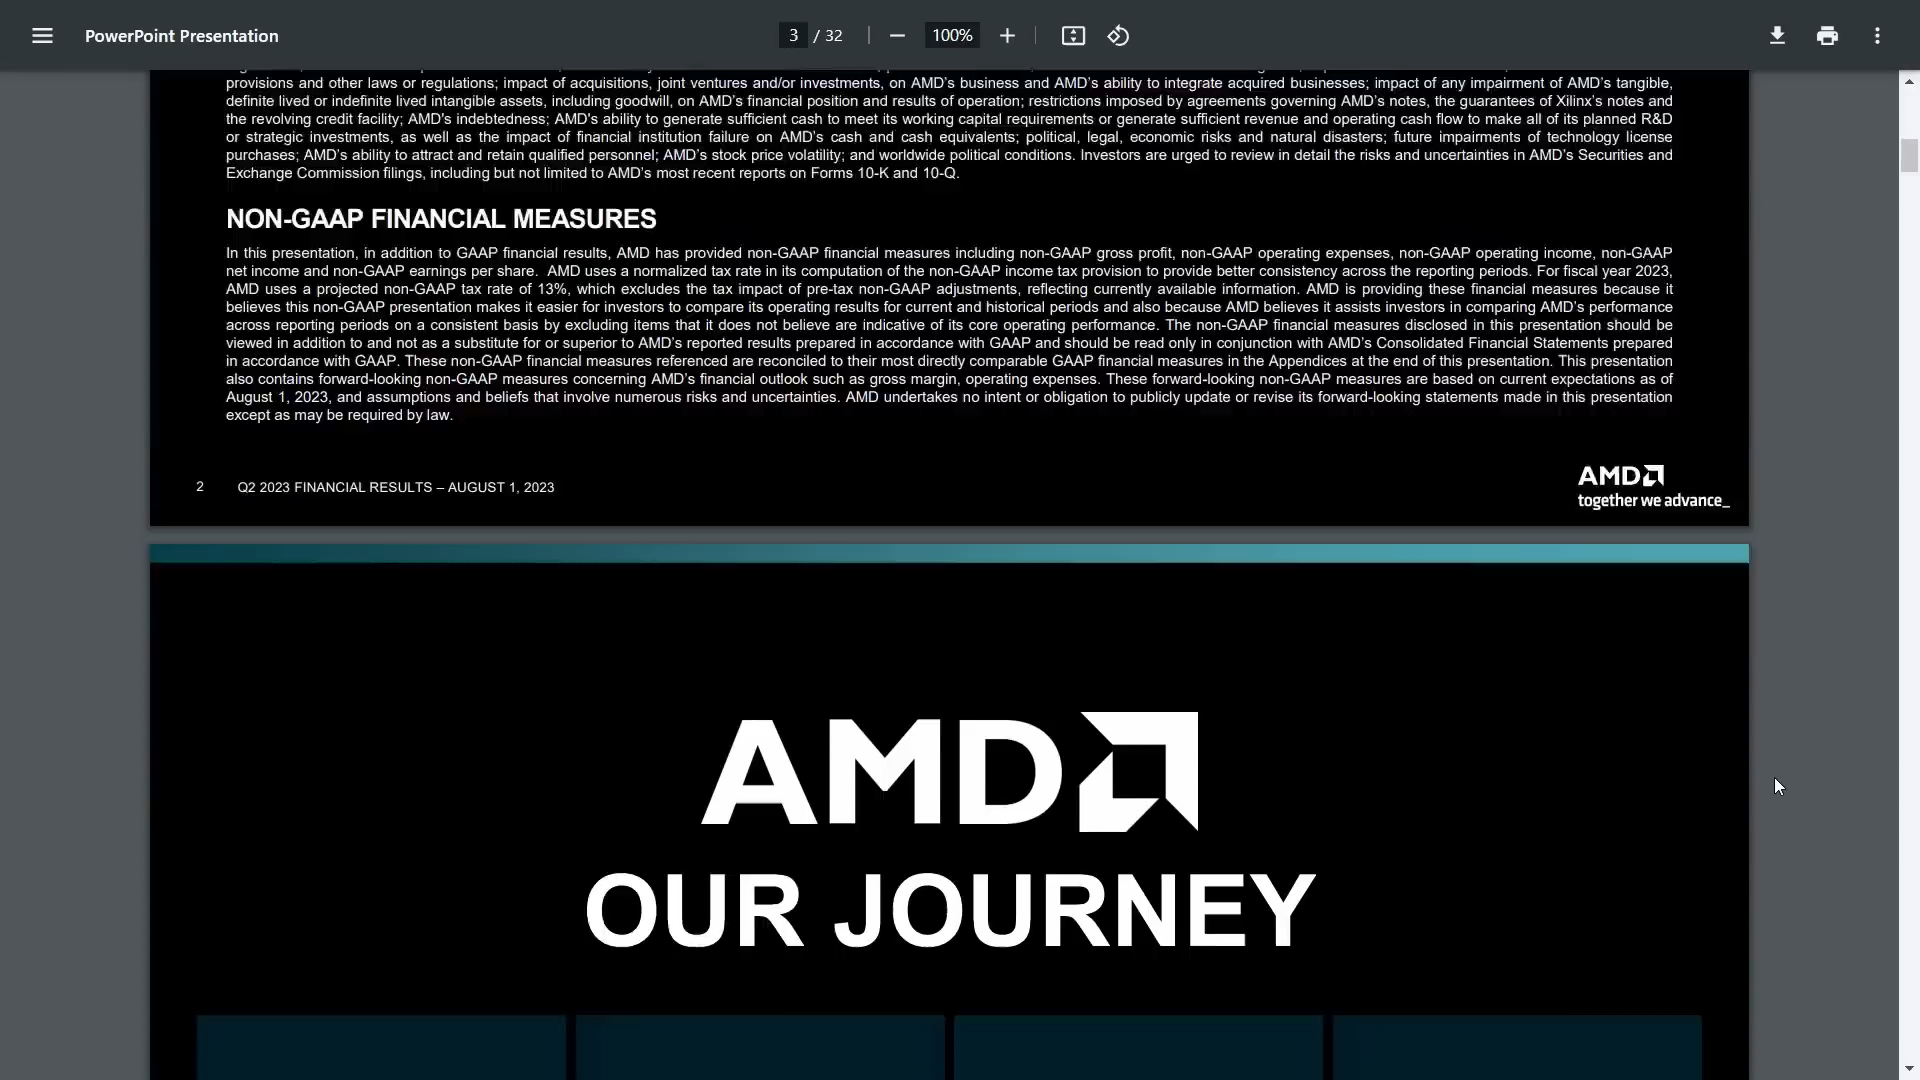 PowerPoint Presentation
3 / 32
100%
provisions and other laws or regulations; impact of acquisitions, joint ventures and/or investments, on AMD's business and AMD's ability to integrate acquired businesses; impact of any impairment of AMD's tangible,
definite lived or indefinite lived intangible assets, including goodwill, on AMD's financial position and results of operation; restrictions imposed by agreements governing AMD's notes, the guarantees of Xilinx's notes and
the revolving credit facility; AMD's indebtedness; AMD's ability to generate sufficient cash to meet its working capital requirements or generate sufficient revenue and operating cash flow to make all of its planned R&D
or strategic investments, as well as the impact of financial institution failure on AMD's cash and cash equivalents; political, legal, economic risks and natural disasters; future impairments of technology license
purchases; AMD's ability to attract and retain qualified personnel; AMD's stock price volatility; and worldwide political conditions. Investors are urged to review in detail the risks and uncertainties in AMD's Securities and
Exchange Commission filings, including but not limited to AMD's most recent reports on Forms 10-K and 10-Q.
NON-GAAP FINANCIAL MEASURES
In this presentation, in addition to GAAP financial results, AMD has provided non-GAAP financial measures including non-GAAP gross profit, non-GAAP operating expenses, non-GAAP operating income, non-GAAP
net income and non-GAAP earnings per share. AMD uses a normalized tax rate in its computation of the non-GAAP income tax provision to provide better consistency across the reporting periods. For fiscal year 2023,
AMD uses a projected non-GAAP tax rate of 13%, which excludes the tax impact of pre-tax non-GAAP adjustments, reflecting currently available information. AMD is providing these financial measures because it
believes this non-GAAP presentation makes it easier for investors to compare its operating results for current and historical periods and also because AMD believes it assists investors in comparing AMD's performance
across reporting periods on a consistent basis by excluding items that it does not believe are indicative of its core operating performance. The non-GAAP financial measures disclosed in this presentation should be
viewed in addition to and not as a substitute for or superior to AMD's reported results prepared in accordance with GAAP and should be read only in conjunction with AMD's Consolidated Financial Statements prepared
in accordance with GAAP. These non-GAAP financial measures referenced are reconciled to their most directly comparable GAAP financial measures in the Appendices at the end of this presentation. This presentation
also contains forward-looking non-GAAP measures concerning AMD's financial outlook such as gross margin, operating expenses. These forward-looking non-GAAP measures are based on current expectations as of
August 1, 2023, and assumptions and beliefs that involve numerous risks and uncertainties. AMD undertakes no intent or obligation to publicly update or revise its forward-looking statements made in this presentation
except as may be required by law.
2 Q2 2023 FINANCIAL RESULTS – AUGUST 1, 2023
AMD
together we advance_
AMD
OUR JOURNEY